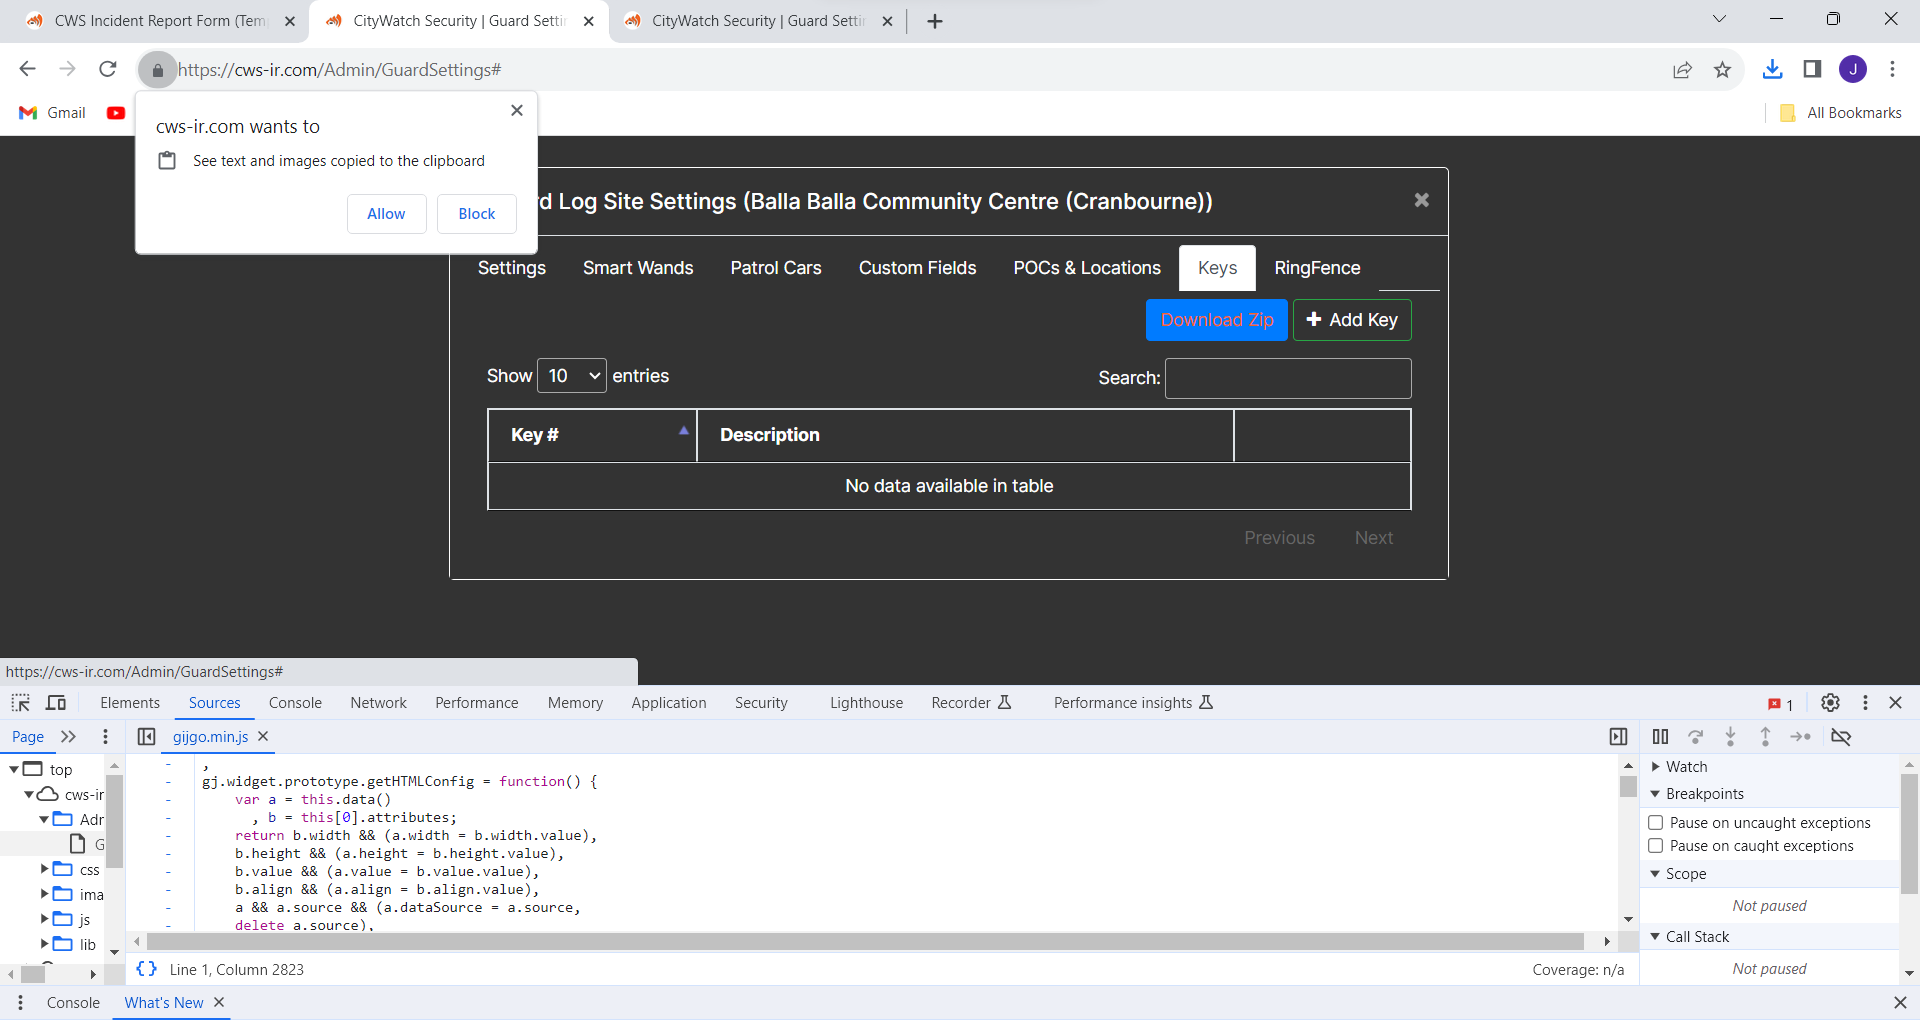 CWS Incident Report Form (Tem
CityWatch Security | Guard Setti
CityWatch Security | Guard Setti
https://cws-ir.com/Admin/GuardSettings#
J
Gmail
All Bookmarks
cws-ir.com wants to
See text and images copied to the clipboard
Allow
Block
rd Log Site Settings (Balla Balla Community Centre (Cranbourne))
Settings
Smart Wands
Patrol Cars
Custom Fields
POCs & Locations
Keys
RingFence
Download Zip
Add Key
Show 10 entries
Search:
Key #
Description
No data available in table
Previous
Next
https://cws-ir.com/Admin/GuardSettings#
Elements
Sources
Console
Network
Performance
Memory
Application
Security
Lighthouse
Recorder
Performance insights
1
Page
gijgo.min.js
top
cws-ir
Adr
G
css
ima
js
lib
- ,
- gj.widget.prototype.getHTMLConfig = function() {
- var a = this.data()
- , b = this[0].attributes;
- return b.width && (a.width = b.width.value),
- b.height && (a.height = b.height.value),
- b.value && (a.value = b.value.value),
- b.align && (a.align = b.align.value),
- a && a.source && (a.dataSource = a.source,
- delete a.source),
{} Line 1, Column 2823
Coverage: n/a
Watch
Breakpoints
Pause on uncaught exceptions
Pause on caught exceptions
Scope
Not paused
Call Stack
Not paused
Console
What's New